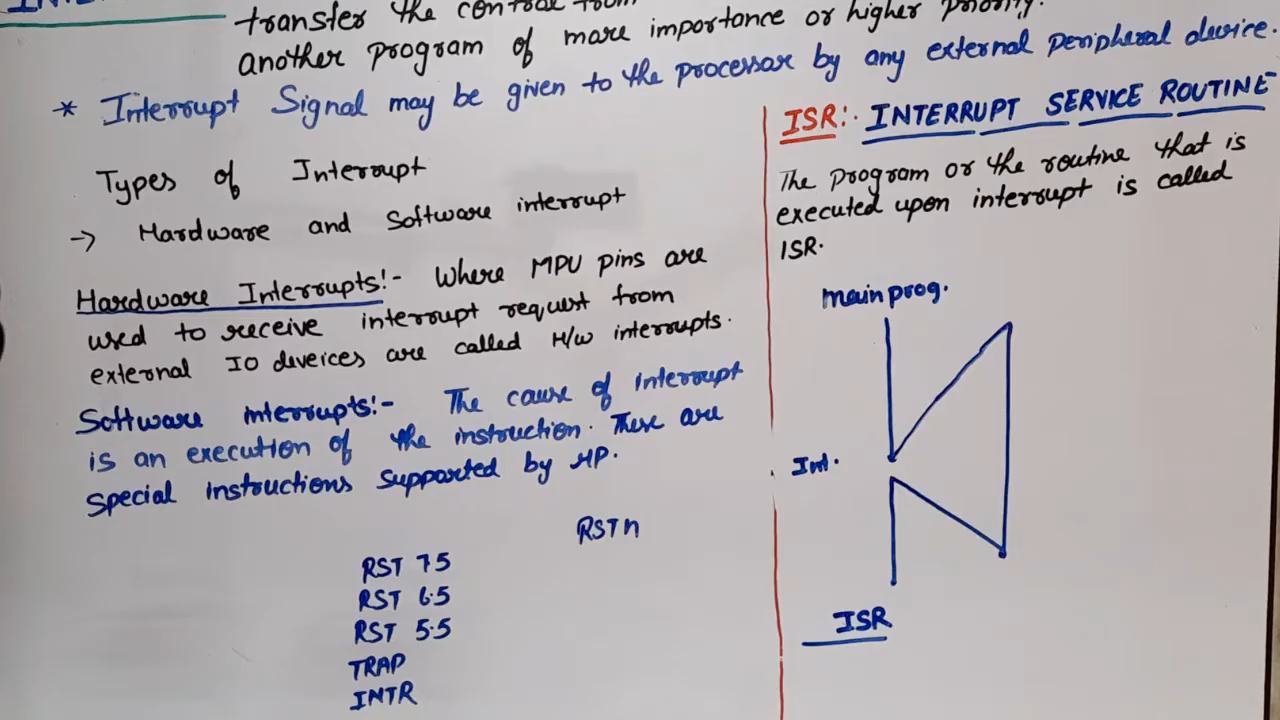 transfer the control from
another program of more importance or higher priority.
* Interrupt Signal may be given to the processor by any external peripheral device.
Types of Interrupt
→ Hardware and Software interrupt
Hardware Interrupts:- Where MPU pins are
used to receive interrupt request from
external IO deveices are called H/w interrupts.
Software interrupts:- The cause of interrupt
is an execution of the instruction. These are
special instructions supported by MP.
RST n
RST 7.5
RST 6.5
RST 5.5
TRAP
INTR
ISR:- INTERRUPT SERVICE ROUTINE
The program or the routine that is
executed upon interrupt is called
ISR.
main prog.
Int.
ISR